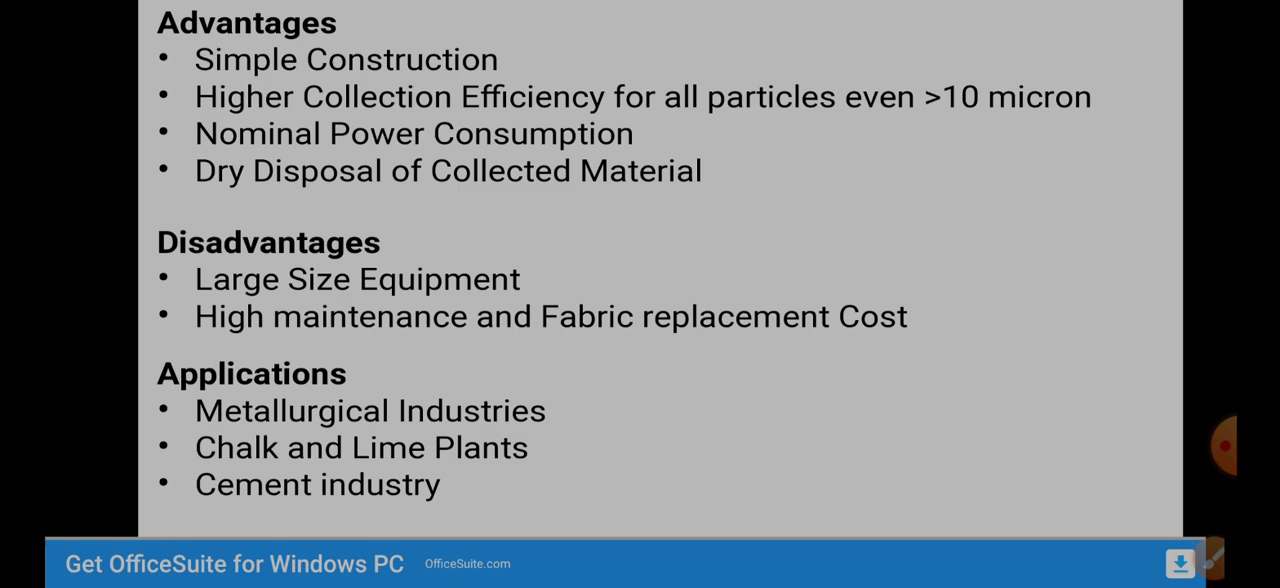 Advantages
• Simple Construction
• Higher Collection Efficiency for all particles even >10 micron
• Nominal Power Consumption
• Dry Disposal of Collected Material
Disadvantages
• Large Size Equipment
• High maintenance and Fabric replacement Cost
Applications
• Metallurgical Industries
• Chalk and Lime Plants
• Cement industry
Get OfficeSuite for Windows PC OfficeSuite.com